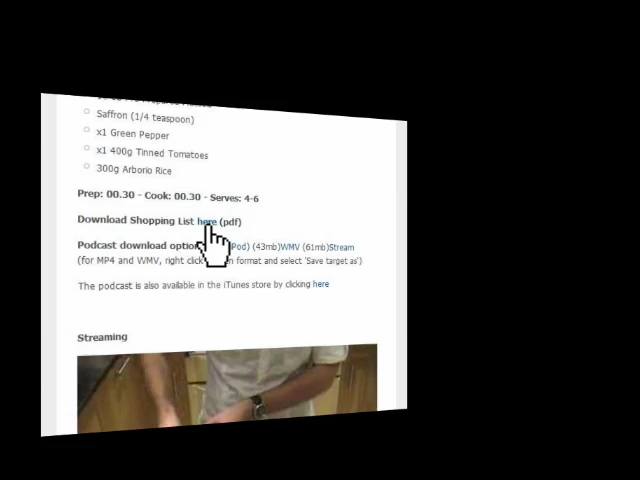 Saffron (1/4 teaspoon)
x1 Green Pepper
x1 400g Tinned Tomatoes
300g Arborio Rice
Prep: 00.30 - Cook: 00.30 - Serves: 4-6
Download Shopping List here (pdf)
Podcast download Pod) (43mb)WMV (61mb)Stream
(for MP4 and WMV, right click format and select 'Save target as')
The podcast is also available in the iTunes store by clicking here
Streaming